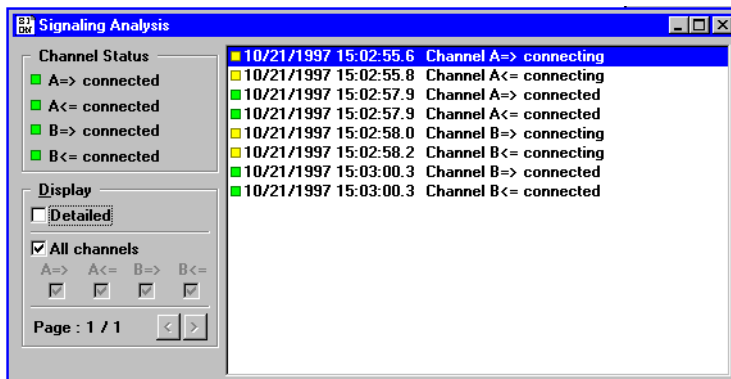 Signaling Analysis
Channel Status
A=> connected
A<= connected
B=> connected
B<= connected
Display
Detailed
All channels
A=> A<= B=> B<=
Page : 1 / 1 < >
10/21/1997 15:02:55.6 Channel A=> connecting
10/21/1997 15:02:55.8 Channel A<= connecting
10/21/1997 15:02:57.9 Channel A=> connected
10/21/1997 15:02:57.9 Channel A<= connected
10/21/1997 15:02:58.0 Channel B=> connecting
10/21/1997 15:02:58.2 Channel B<= connecting
10/21/1997 15:03:00.3 Channel B=> connected
10/21/1997 15:03:00.3 Channel B<= connected